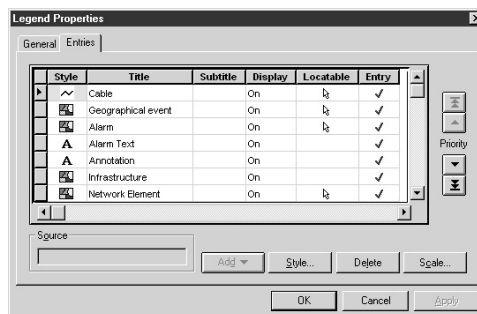 Legend Properties
General Entries
Style Title Subtitle Display Locatable Entry
Cable On
Geographical event On
Alarm On
A Alarm Text On
A Annotation On
Infrastructure On
Network Element On
Priority
Source
Add Style... Delete Scale...
OK Cancel Apply